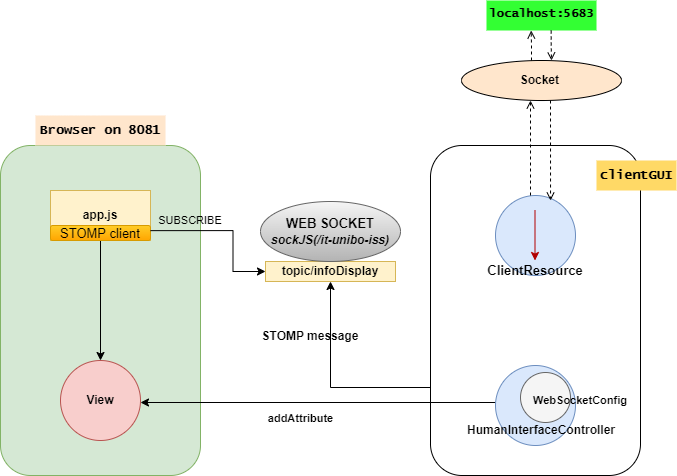 localhost:5683
Socket
Browser on 8081
clientGUI
app.js
STOMP client
SUBSCRIBE
WEB SOCKET
sockJS(/it-unibo-iss)
topic/infoDisplay
ClientResource
STOMP message
View
addAttribute
WebSocketConfig
HumanInterfaceController